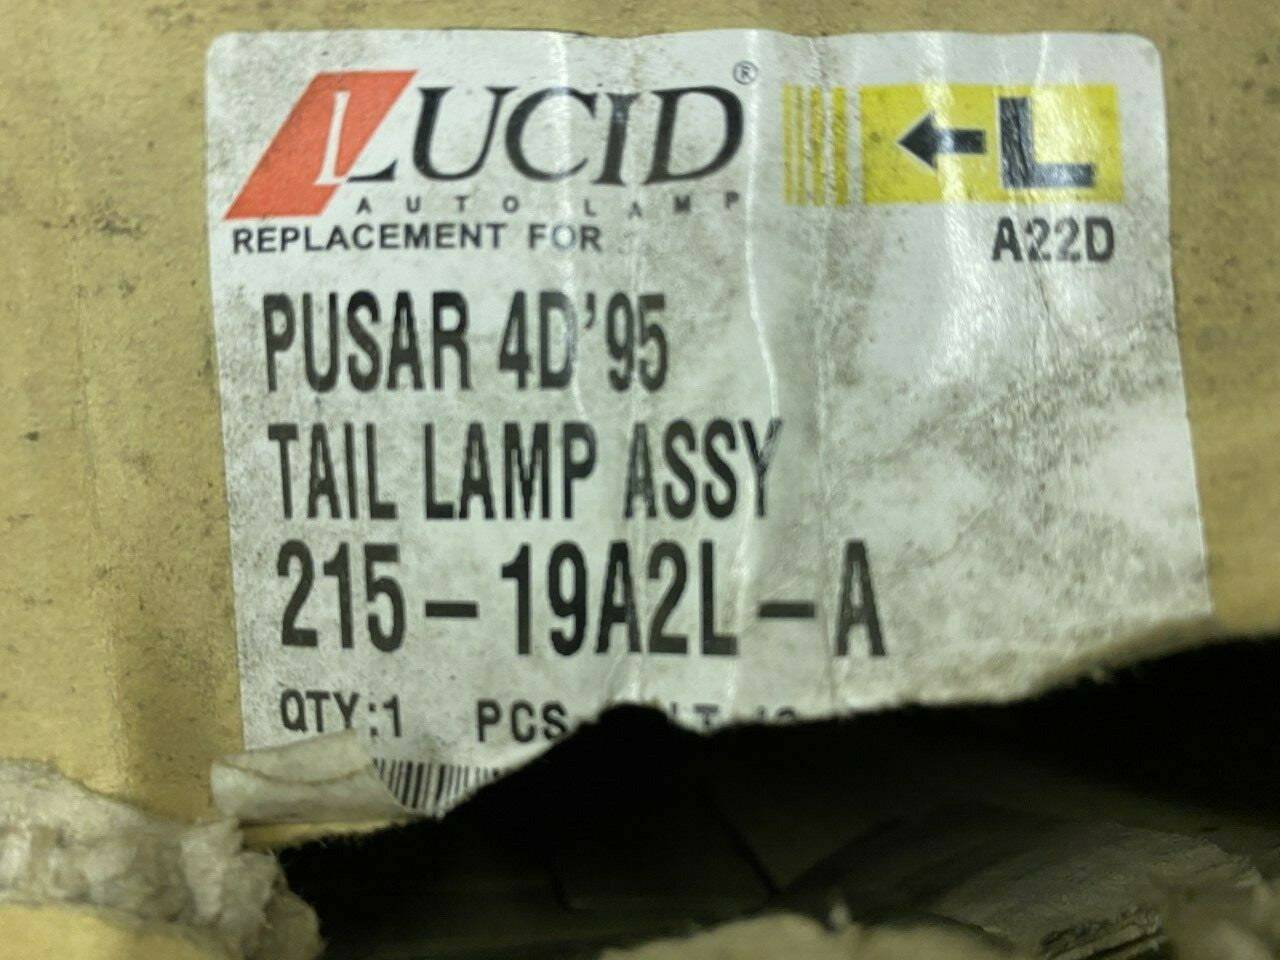 LUCID®
AUTO LAMP
←L
REPLACEMENT FOR
A22D
PUSAR 4D'95
TAIL LAMP ASSY
215-19A2L-A
QTY:1 PCS